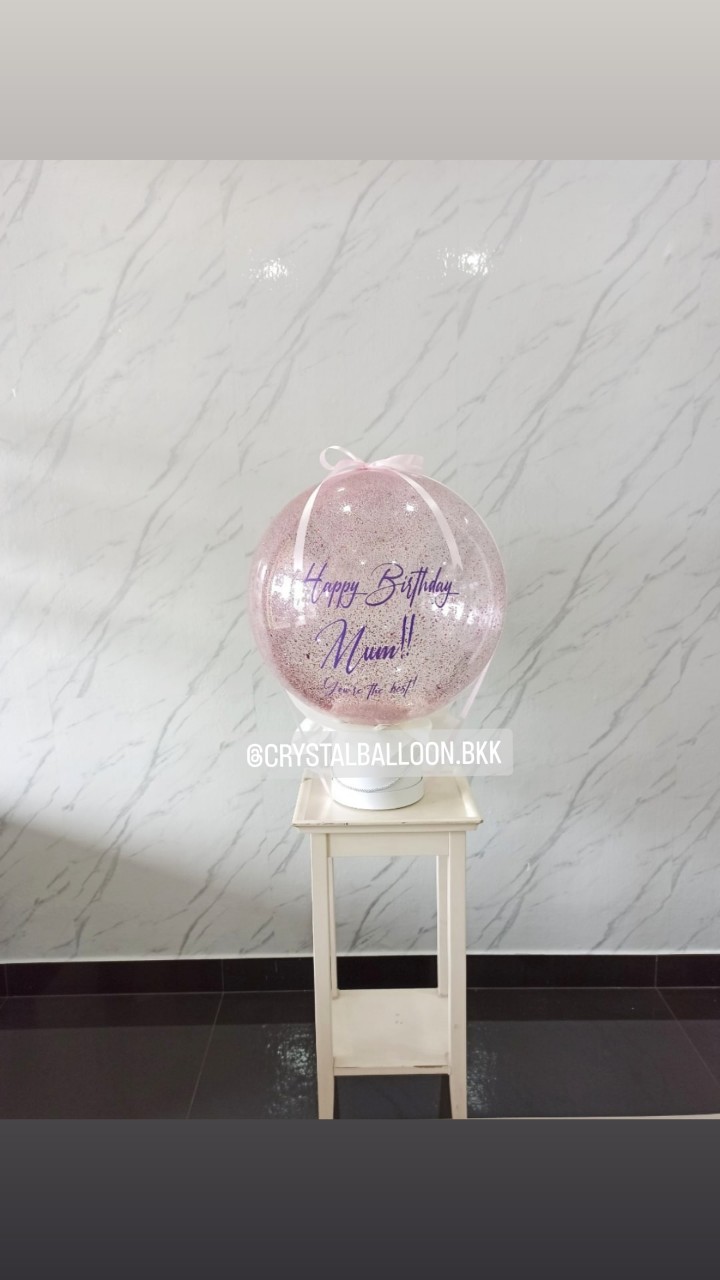 Happy Birthday
Mum!!
You're the best!
@CRYSTALBALLOON.BKK